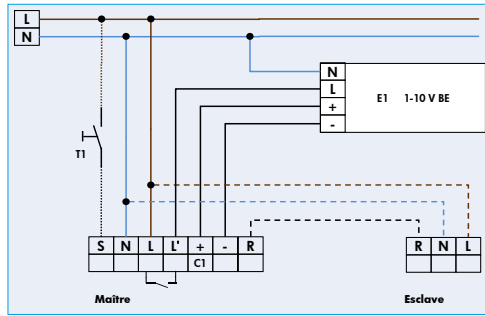 L
N
N
L
+
-
E1 1-10 V BE
T1
S N L L' + - R
C1
R N L
Maître Esclave